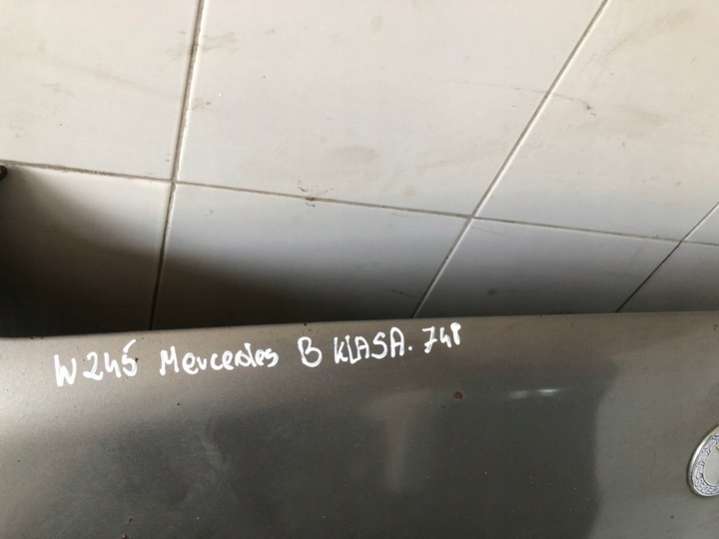 W245 Mercedes B KLASA. 748